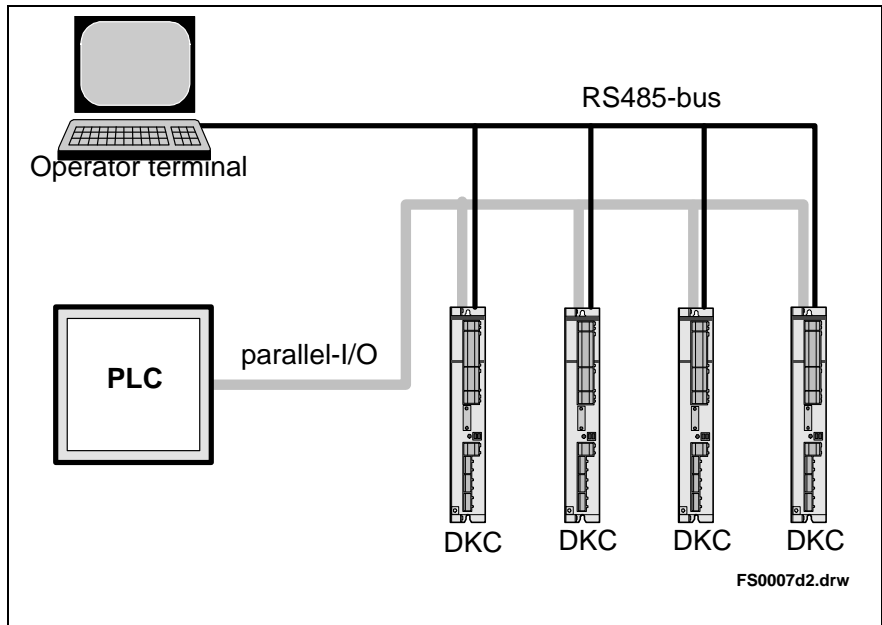 RS485-bus
Operator terminal
parallel-I/O
PLC
DKC
DKC
DKC
DKC
FS0007d2.drw